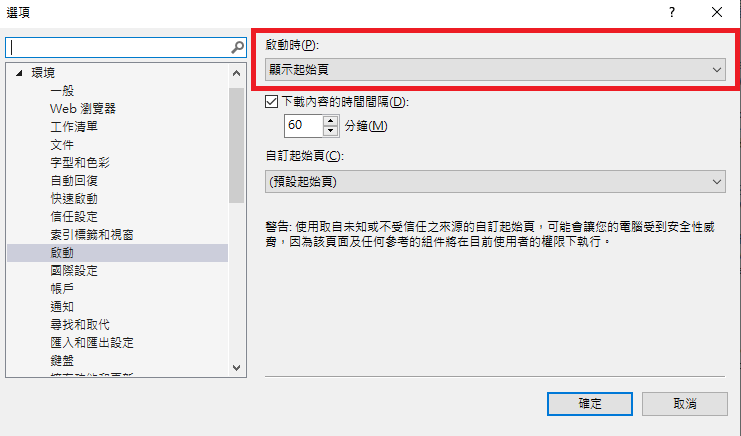 選項
?
環境
一般
Web 瀏覽器
工作清單
文件
字型和色彩
自動回復
快速啟動
信任設定
索引標籤和視窗
啟動
國際設定
帳戶
通知
尋找和取代
匯入和匯出設定
鍵盤
啟動時(P):
顯示起始頁
下載內容的時間間隔(D):
60 分鐘(M)
自訂起始頁(C):
(預設起始頁)
警告: 使用取自未知或不受信任之來源的自訂起始頁，可能會讓您的電腦受到安全性威
脅，因為該頁面及任何參考的組件將在目前使用者的權限下執行。
確定
取消